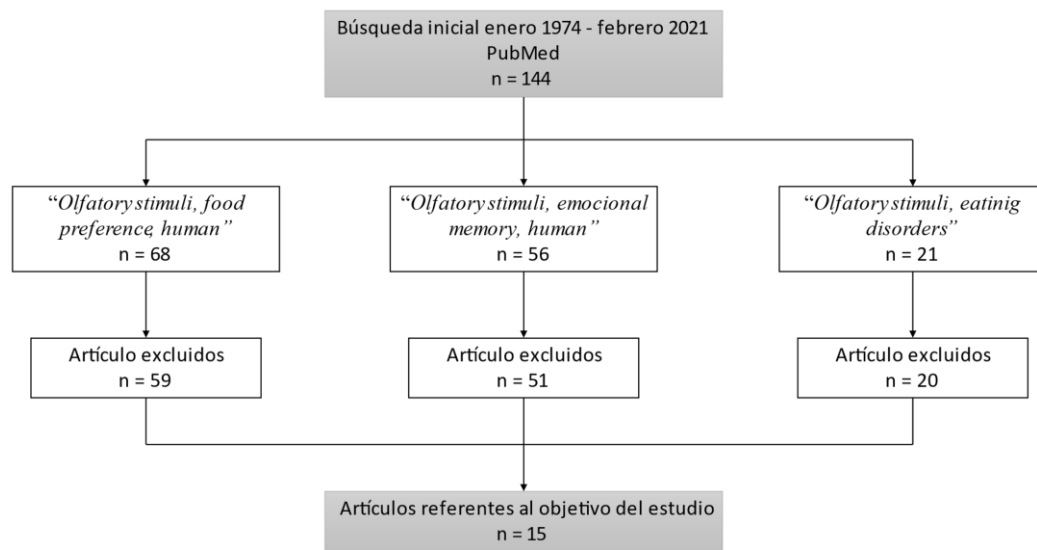 Búsqueda inicial enero 1974 - febrero 2021
PubMed
n = 144
“Olfatory stimuli, food
preference, human”
n = 68
“Olfatory stimuli, emocional
memory, human”
n = 56
“Olfatory stimuli, eatinig
disorders”
n = 21
Artículo excluidos
n = 59
Artículo excluidos
n = 51
Artículo excluidos
n = 20
Artículos referentes al objetivo del estudio
n = 15